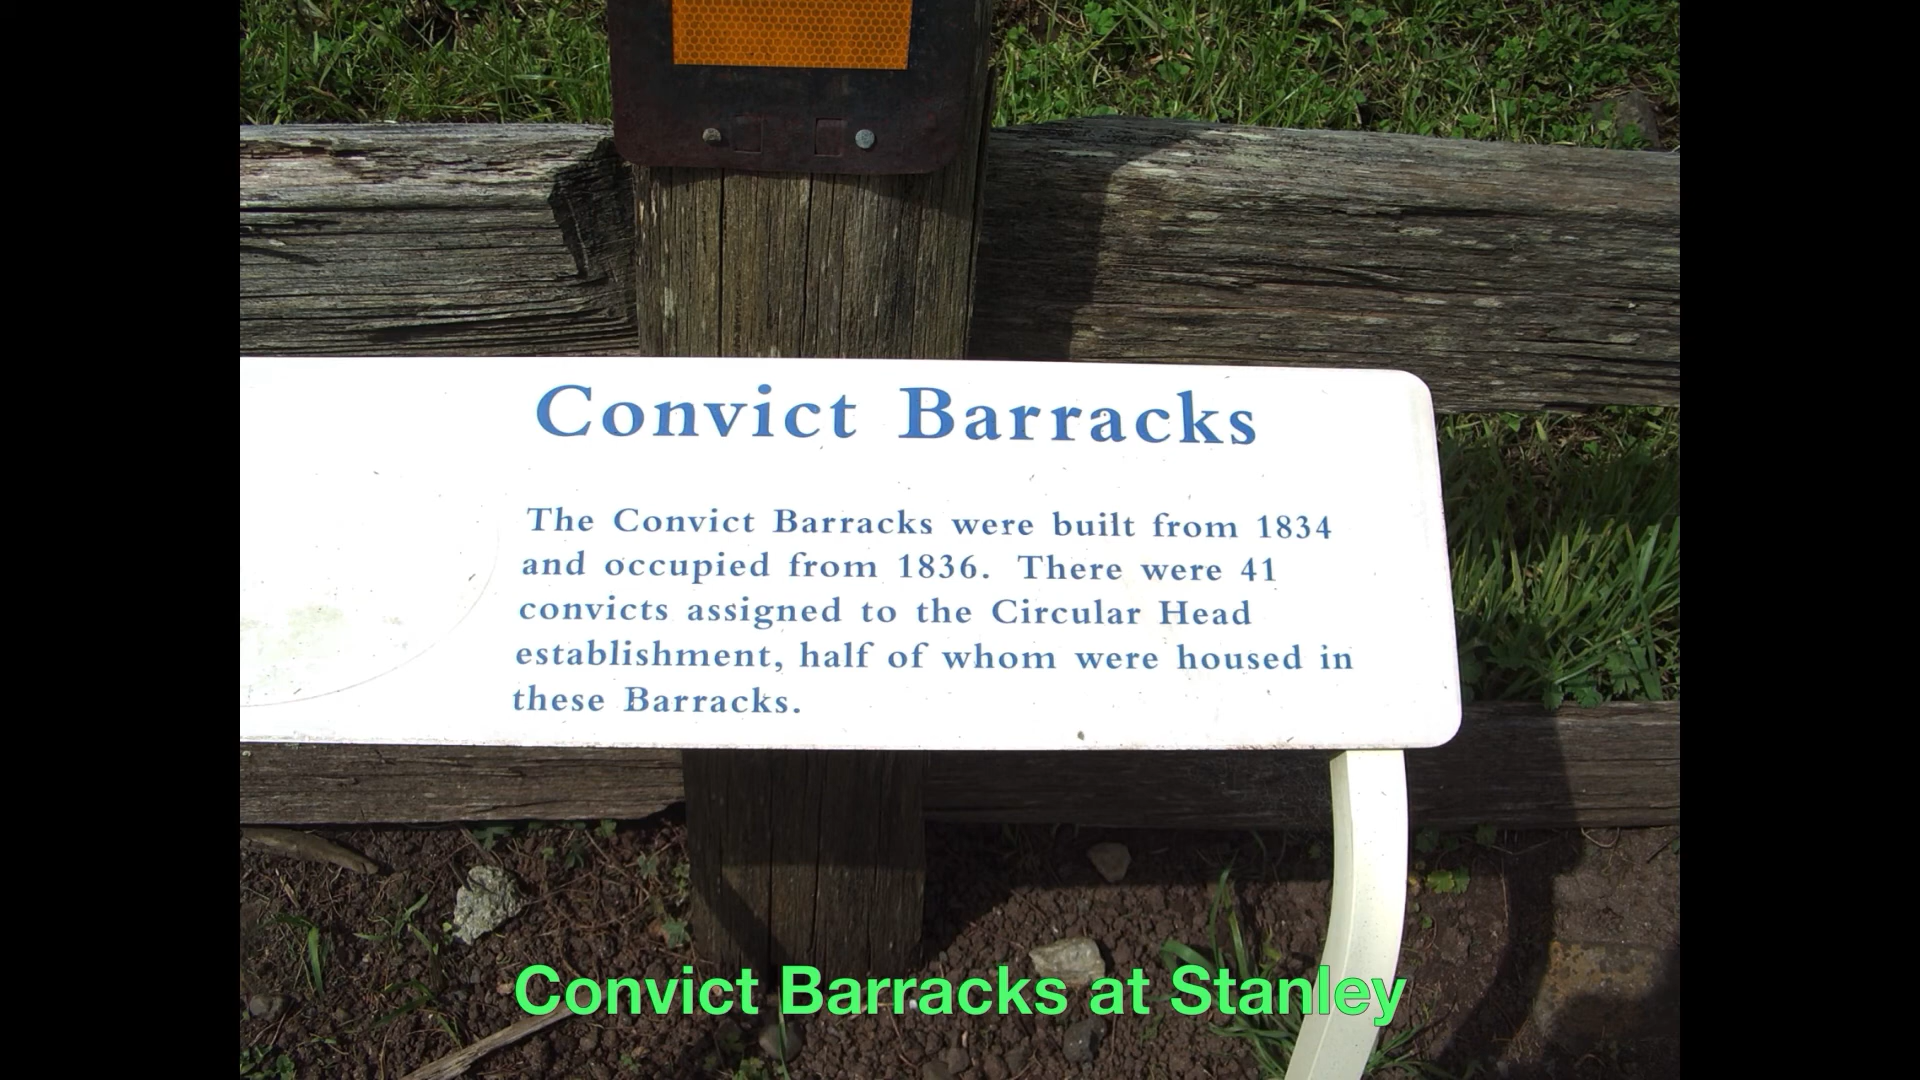 Convict Barracks
The Convict Barracks were built from 1834
and occupied from 1836. There were 41
convicts assigned to the Circular Head
establishment, half of whom were housed in
these Barracks.
Convict Barracks at Stanley